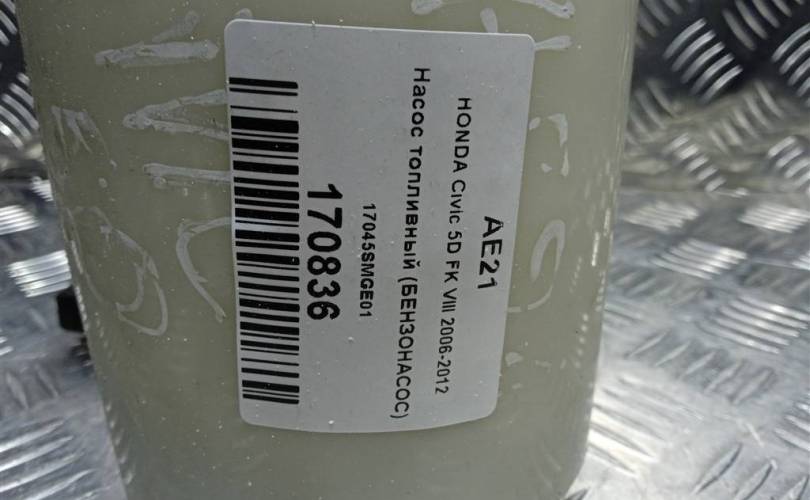 AE21
HONDA Civic 5D FK VIII 2006-2012
Насос топливный (БЕНЗОНАСОС)
17045SMGE01
170836